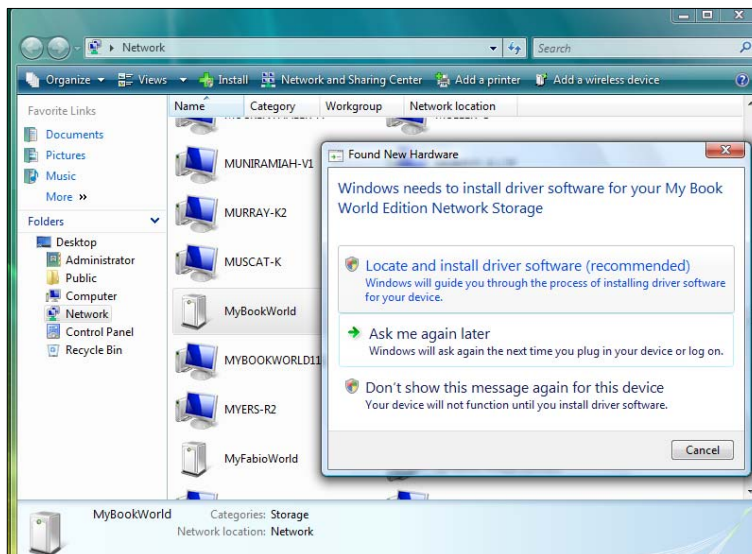 Network
Search
Organize Views Install Network and Sharing Center Add a printer Add a wireless device
Favorite Links
Documents
Pictures
Music
More »
Folders
Desktop
Administrator
Public
Computer
Network
Control Panel
Recycle Bin
Name Category Workgroup Network location
MUNIRAMIAH-V1
MURRAY-K2
MUSCAT-K
MyBookWorld
MYBOOKWORLD11
MYERS-R2
MyFabioWorld
Found New Hardware
Windows needs to install driver software for your My Book
World Edition Network Storage
Locate and install driver software (recommended)
Windows will guide you through the process of installing driver software
for your device.
Ask me again later
Windows will ask again the next time you plug in your device or log on.
Don't show this message again for this device
Your device will not function until you install driver software.
Cancel
MyBookWorld Categories: Storage
Network location: Network